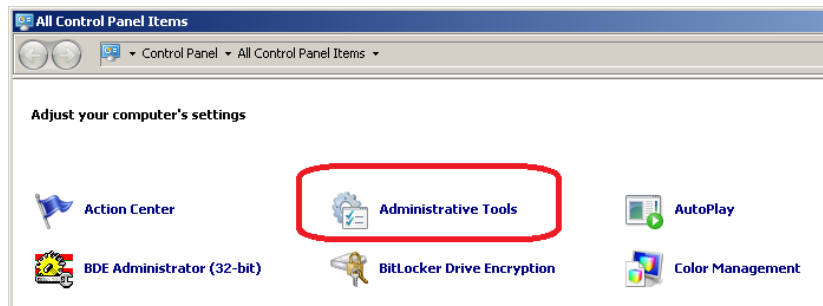 All Control Panel Items
Control Panel All Control Panel Items
Adjust your computer's settings
Action Center Administrative Tools AutoPlay
BDE Administrator (32-bit) BitLocker Drive Encryption Color Management